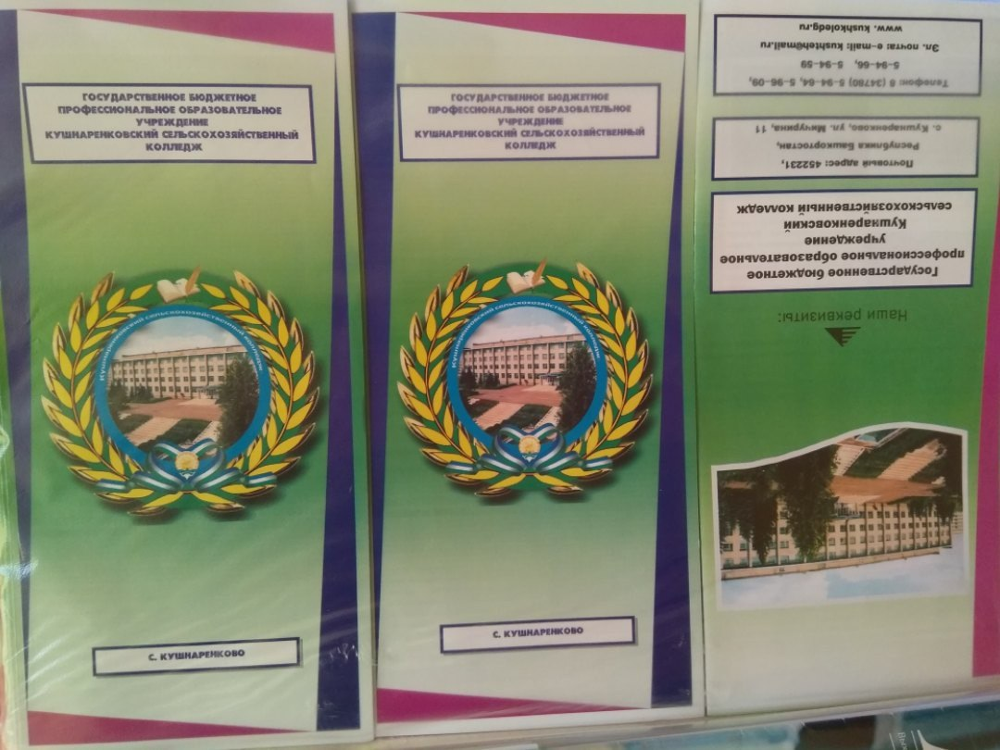 ГОСУДАРСТВЕННОЕ БЮДЖЕТНОЕ
ПРОФЕССИОНАЛЬНОЕ ОБРАЗОВАТЕЛЬНОЕ
УЧРЕЖДЕНИЕ
КУШНАРЕНКОВСКИЙ СЕЛЬСКОХОЗЯЙСТВЕННЫЙ
КОЛЛЕДЖ
Кушнаренковский сельскохозяйственный колледж
С. КУШНАРЕНКОВО
ГОСУДАРСТВЕННОЕ БЮДЖЕТНОЕ
ПРОФЕССИОНАЛЬНОЕ ОБРАЗОВАТЕЛЬНОЕ
УЧРЕЖДЕНИЕ
КУШНАРЕНКОВСКИЙ СЕЛЬСКОХОЗЯЙСТВЕННЫЙ
КОЛЛЕДЖ
Кушнаренковский сельскохозяйственный колледж
С. КУШНАРЕНКОВО
Наши реквизиты:
Государственное бюджетное
профессиональное образовательное
учреждение
Кушнаренковский
сельскохозяйственный колледж
Почтовый адрес: 452231,
Республика Башкортостан,
с. Кушнаренково, ул. Мичурина, 11
Телефон: 8 (34780) 5-94-64, 5-96-09,
5-94-66, 5-94-59
Эл. почта: e-mail: kushteh@mail.ru
www. kushkoledg.ru